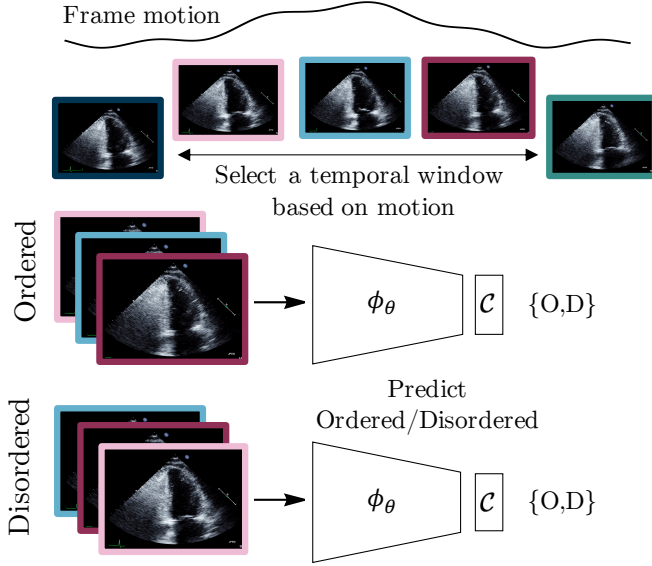 Frame motion
Select a temporal window
based on motion
Ordered
ϕθ
C
{O,D}
Predict
Ordered/Disordered
Disordered
ϕθ
C
{O,D}